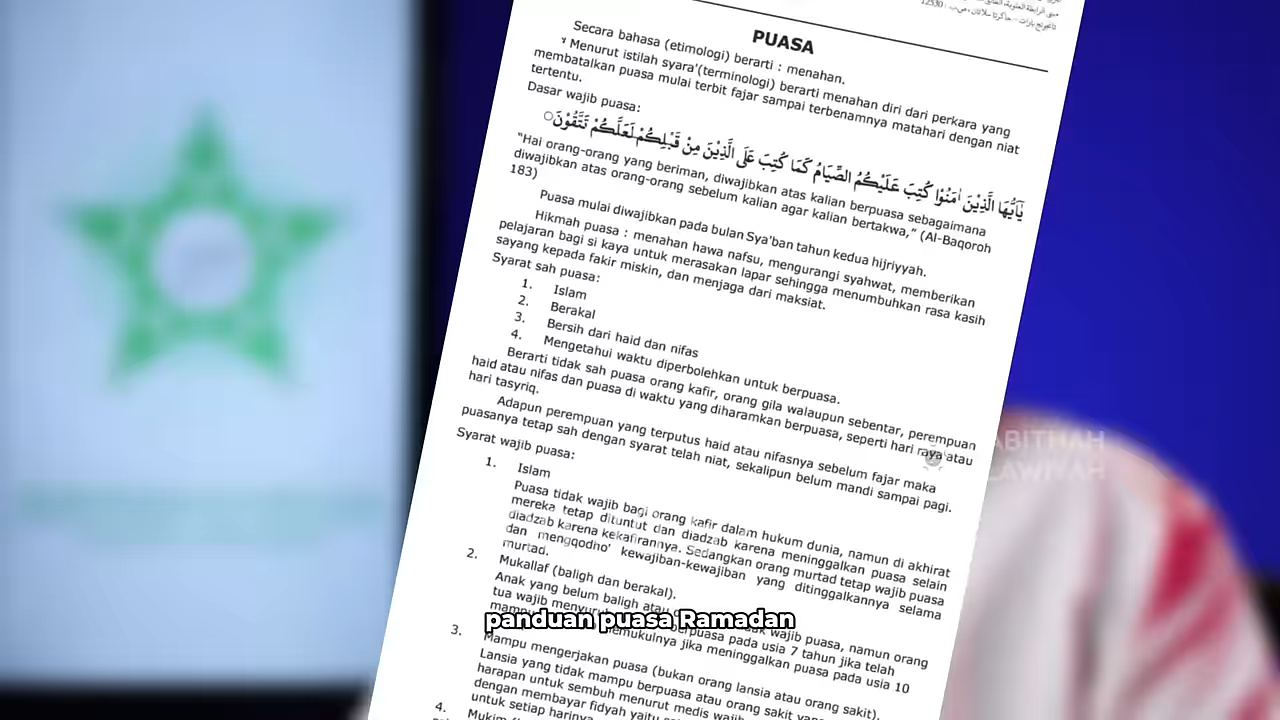 12530
PUASA
Secara bahasa (etimologi) berarti : menahan.
Menurut istilah syara'(terminologi) berarti menahan diri dari perkara yang
membatalkan puasa mulai terbit fajar sampai terbenamnya matahari dengan niat
tertentu.
Dasar wajib puasa:
يٰٓاَيُّهَا الَّذِيْنَ اٰمَنُوْا كُتِبَ عَلَيْكُمُ الصِّيَامُ كَمَا كُتِبَ عَلَى الَّذِيْنَ مِنْ قَبْلِكُمْ لَعَلَّكُمْ تَتَّقُوْنَ
"Hai orang-orang yang beriman, diwajibkan atas kalian berpuasa sebagaimana
diwajibkan atas orang-orang sebelum kalian agar kalian bertakwa," (Al-Baqoroh
183)
Puasa mulai diwajibkan pada bulan Sya'ban tahun kedua hijriyyah.
Hikmah puasa : menahan hawa nafsu, mengurangi syahwat, memberikan
pelajaran bagi si kaya untuk merasakan lapar sehingga menumbuhkan rasa kasih
sayang kepada fakir miskin, dan menjaga dari maksiat.
Syarat sah puasa:
1. Islam
2. Berakal
3. Bersih dari haid dan nifas
4. Mengetahui waktu diperbolehkan untuk berpuasa.
Berarti tidak sah puasa orang kafir, orang gila walaupun sebentar, perempuan
haid atau nifas dan puasa di waktu yang diharamkan berpuasa, seperti hari raya atau
hari tasyriq.
Adapun perempuan yang terputus haid atau nifasnya sebelum fajar maka
puasanya tetap sah dengan syarat telah niat, sekalipun belum mandi sampai pagi.
Syarat wajib puasa:
1. Islam
Puasa tidak wajib bagi orang kafir dalam hukum dunia, namun di akhirat
mereka tetap dituntut dan diadzab karena meninggalkan puasa selain
diadzab karena kekafirannya. Sedangkan orang murtad tetap wajib puasa
dan mengqodho' kewajiban-kewajiban yang ditinggalkannya selama
murtad.
2. Mukallaf (baligh dan berakal).
Anak yang belum baligh atau wajib puasa, namun orang
tua wajib berpuasa pada usia 7 tahun jika telah
memukulnya jika meninggalkan puasa pada usia 10
3. Mampu mengerjakan puasa (bukan orang lansia atau orang sakit).
Lansia yang tidak mampu berpuasa atau orang sakit
harapan untuk sembuh menurut medis
dengan membayar fidyah yaitu
untuk setiap harinya
4. Mukim
panduan puasa Ramadan
ABITHAH
LAWIYAH